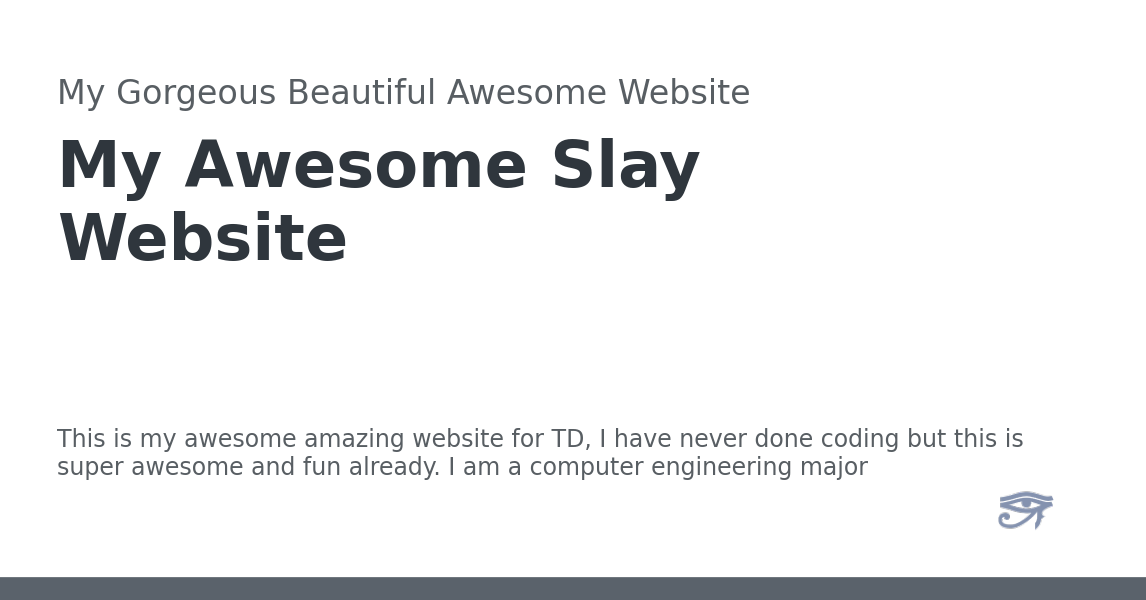 My Gorgeous Beautiful Awesome Website
My Awesome Slay
Website
This is my awesome amazing website for TD, I have never done coding but this is
super awesome and fun already. I am a computer engineering major